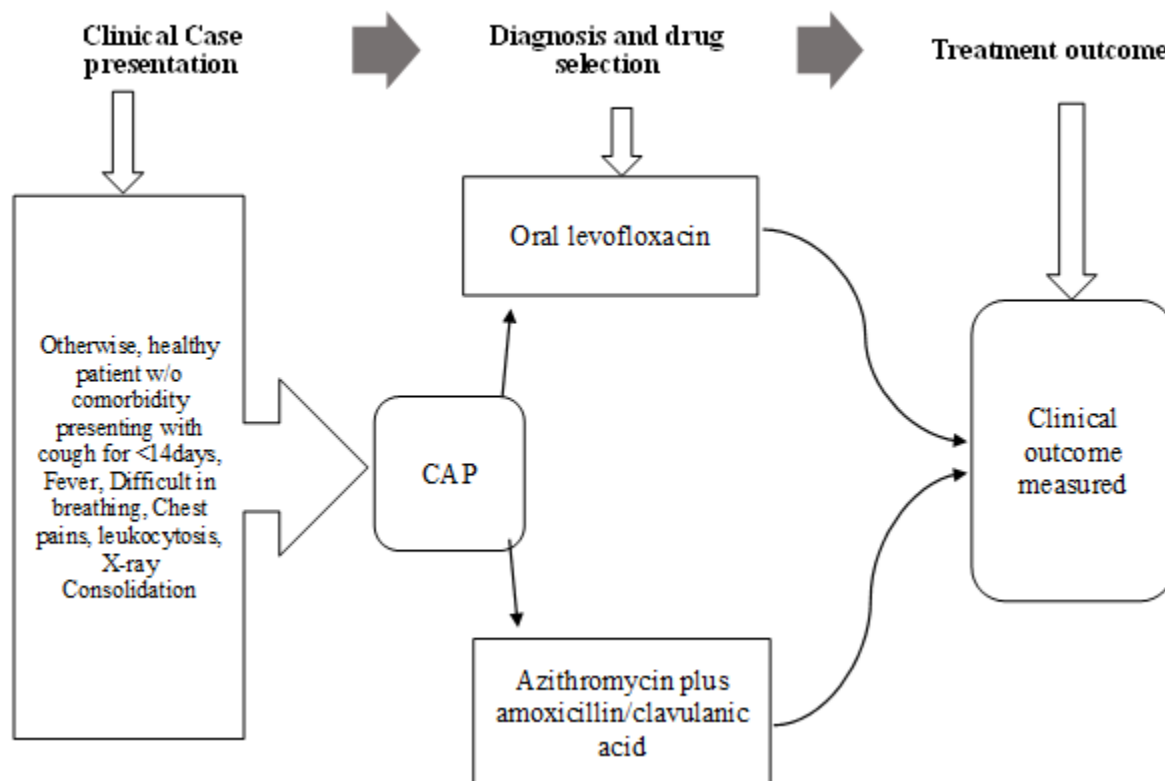 Clinical Case
presentation
Diagnosis and drug
selection
Treatment outcome
Otherwise, healthy
patient w/o
comorbidity
presenting with
cough for <14days,
Fever, Difficult in
breathing, Chest
pains, leukocytosis,
X-ray
Consolidation
CAP
Oral levofloxacin
Azithromycin plus
amoxicillin/clavulanic
acid
Clinical
outcome
measured